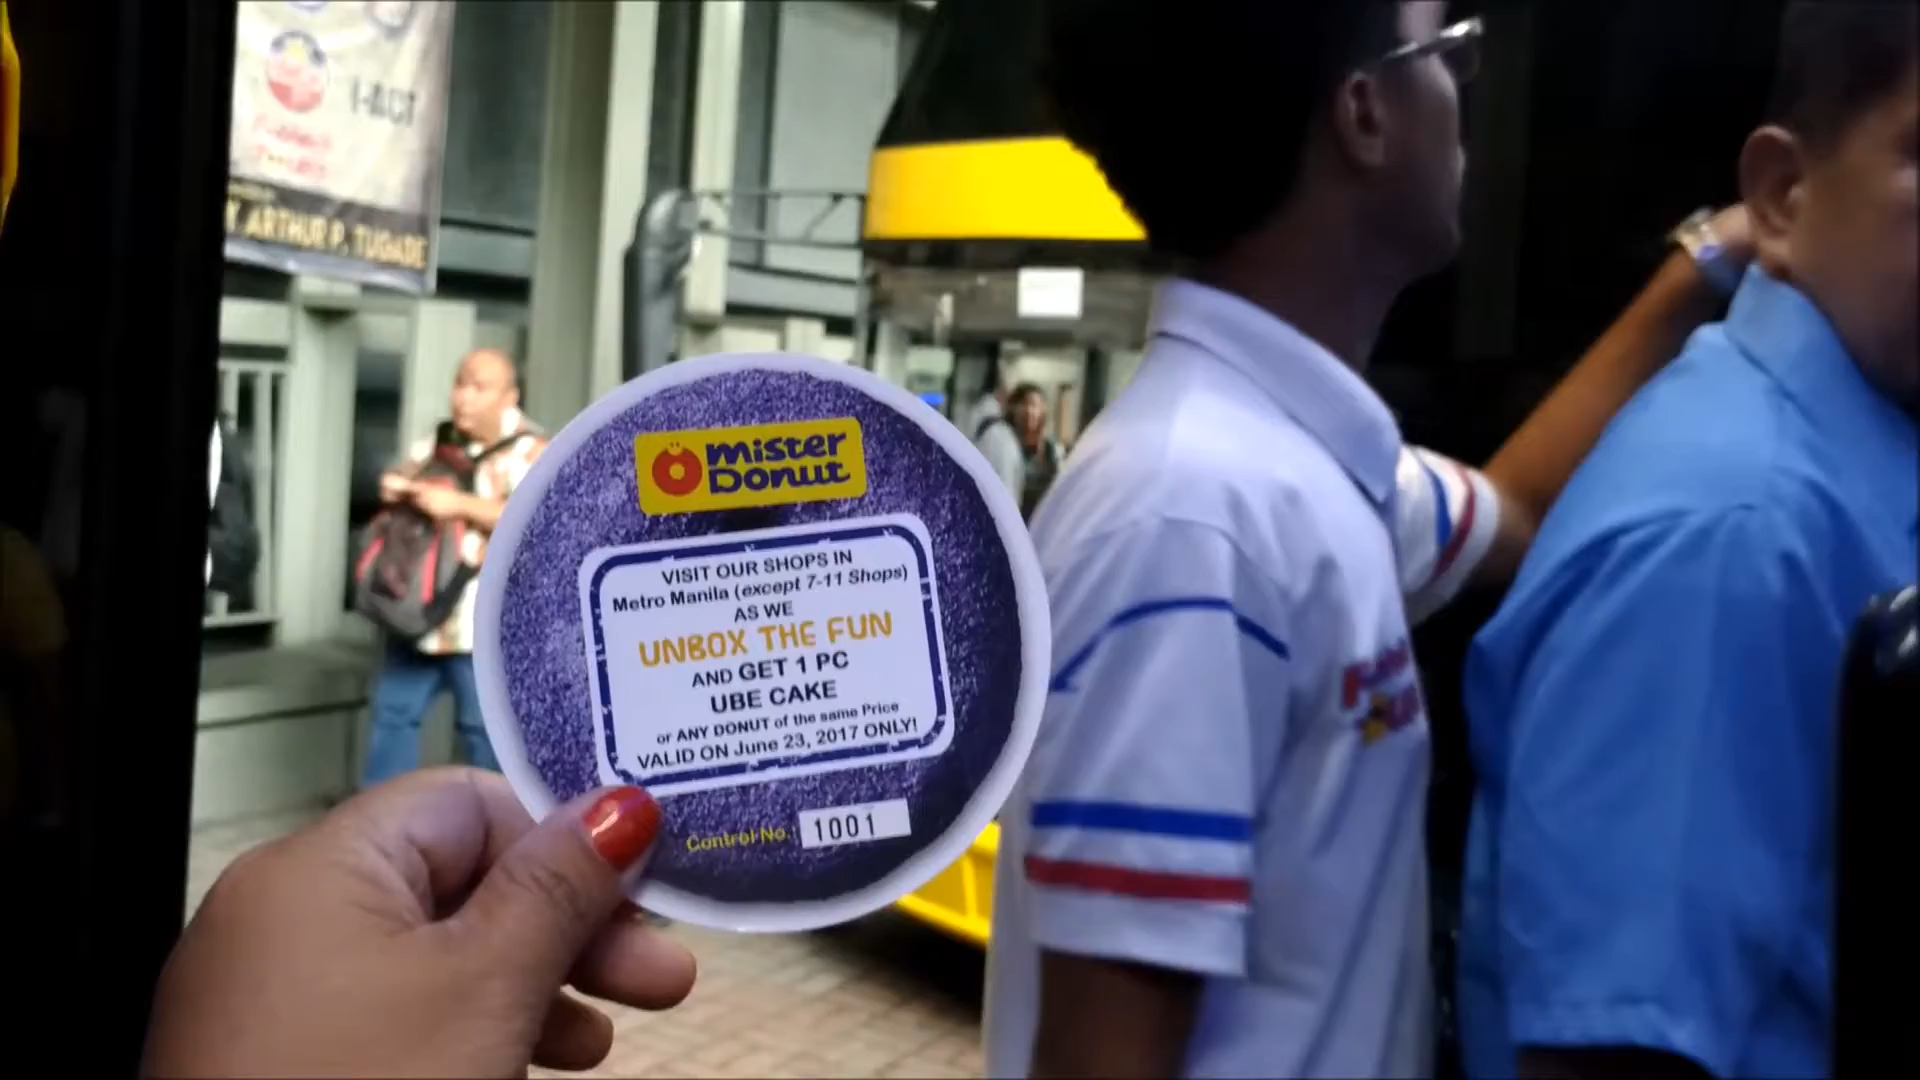 I-ACT
ARTHUR P. TUGADE
mister
Donut
VISIT OUR SHOPS IN
Metro Manila (except 7-11 Shops)
AS WE
UNBOX THE FUN
AND GET 1 PC
UBE CAKE
or ANY DONUT of the same Price
VALID ON June 23, 2017 ONLY!
Control No. 1001